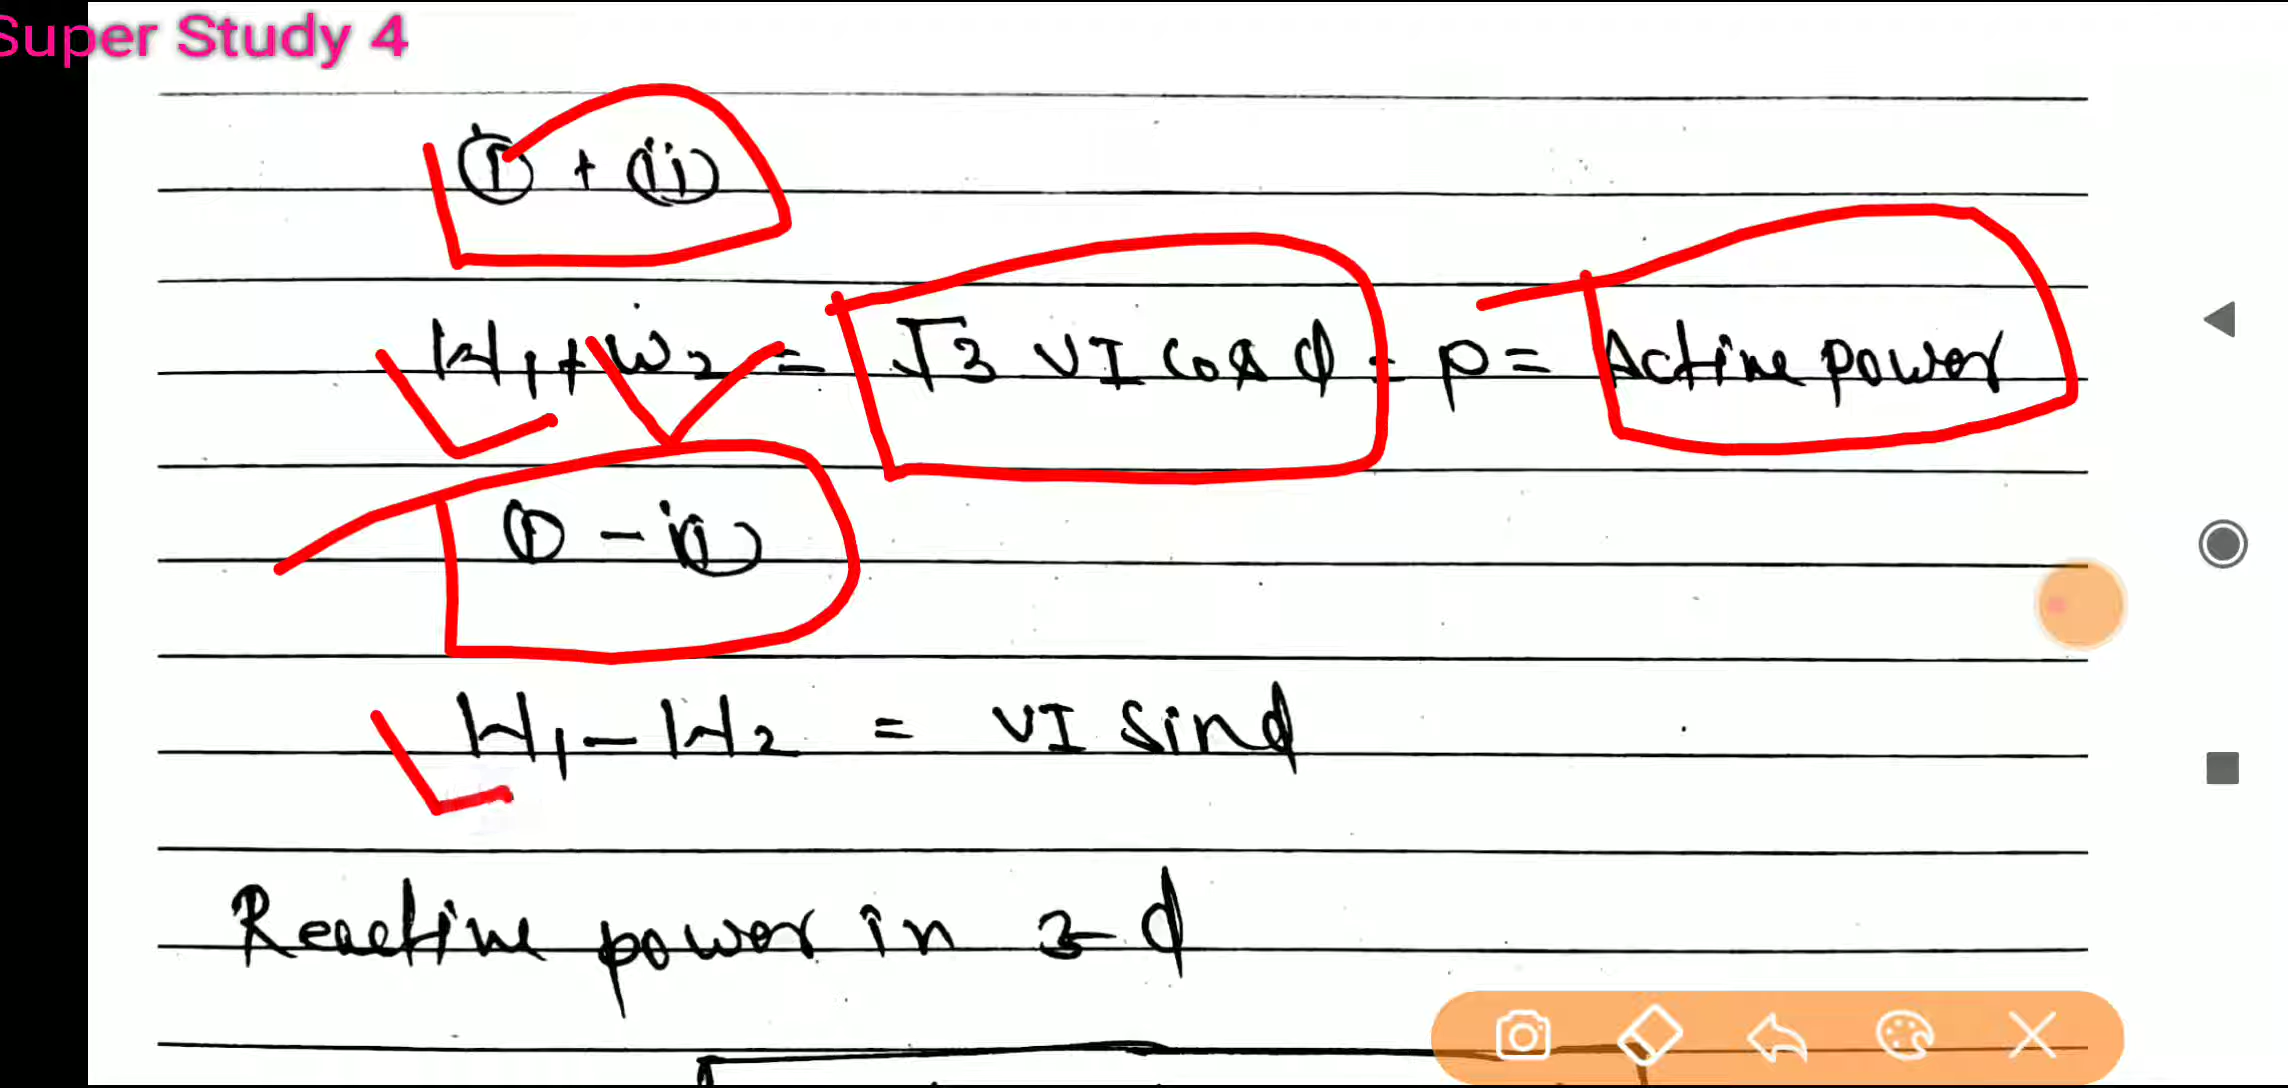 Super Study 4
ⓘ + ⓘⓘ
W₁ + W₂ = √3 VI cos ϕ = P = Active power
ⓘ - ⓘⓘ
W₁ - W₂ = VI sin ϕ
Reactive power in 3-ϕ